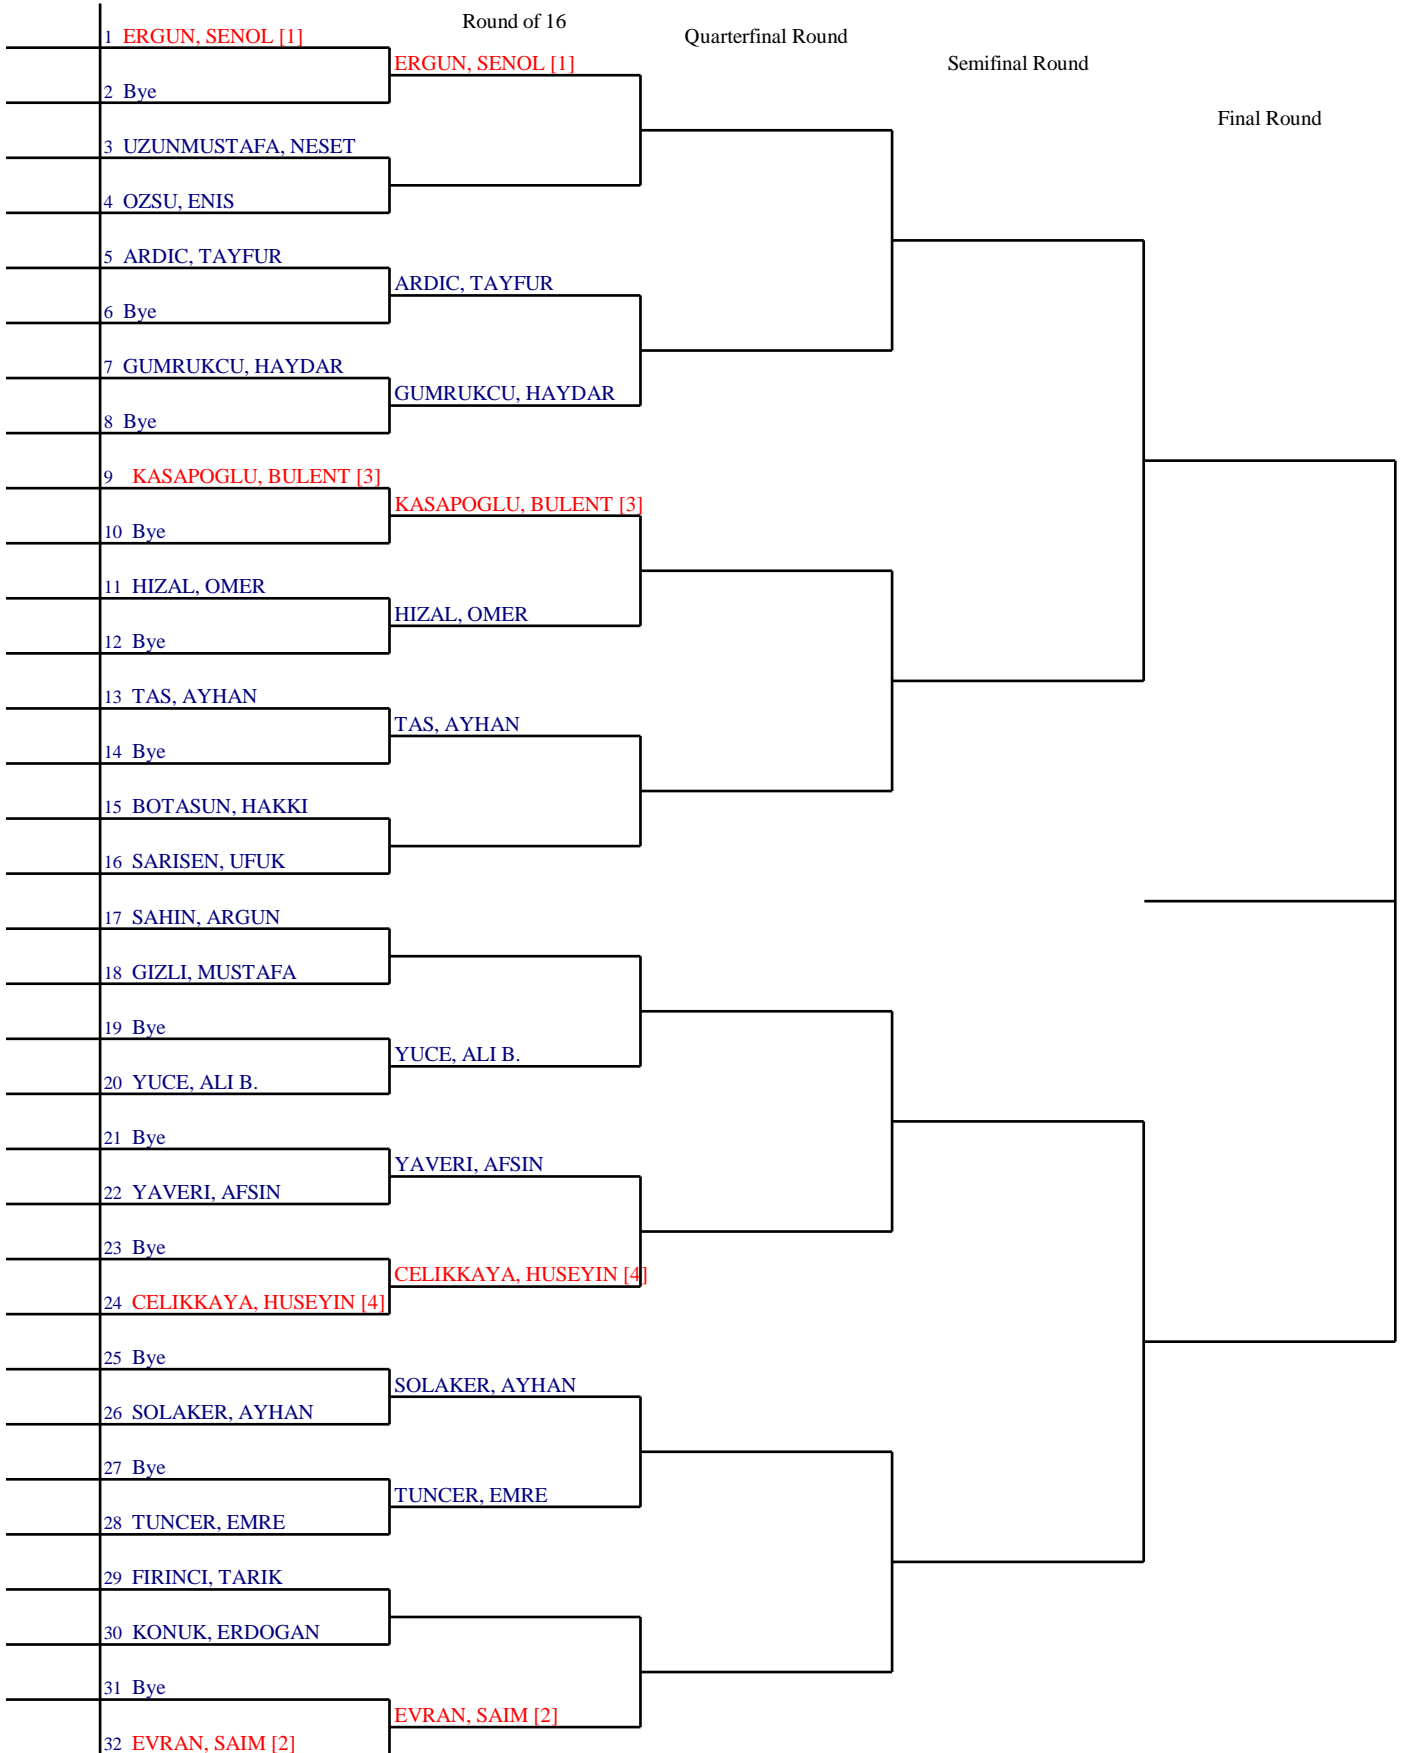 Round of 16
Quarterfinal Round
Semifinal Round
Final Round
1 ERGUN, SENOL [1]
ERGUN, SENOL [1]
2 Bye
3 UZUNMUSTAFA, NESET
4 OZSU, ENIS
5 ARDIC, TAYFUR
ARDIC, TAYFUR
6 Bye
7 GUMRUKCU, HAYDAR
GUMRUKCU, HAYDAR
8 Bye
9 KASAPOGLU, BULENT [3]
KASAPOGLU, BULENT [3]
10 Bye
11 HIZAL, OMER
HIZAL, OMER
12 Bye
13 TAS, AYHAN
TAS, AYHAN
14 Bye
15 BOTASUN, HAKKI
16 SARISEN, UFUK
17 SAHIN, ARGUN
18 GIZLI, MUSTAFA
19 Bye
YUCE, ALI B.
20 YUCE, ALI B.
21 Bye
YAVERI, AFSIN
22 YAVERI, AFSIN
23 Bye
CELIKKAYA, HUSEYIN [4]
24 CELIKKAYA, HUSEYIN [4]
25 Bye
SOLAKER, AYHAN
26 SOLAKER, AYHAN
27 Bye
TUNCER, EMRE
28 TUNCER, EMRE
29 FIRINCI, TARIK
30 KONUK, ERDOGAN
31 Bye
EVRAN, SAIM [2]
32 EVRAN, SAIM [2]